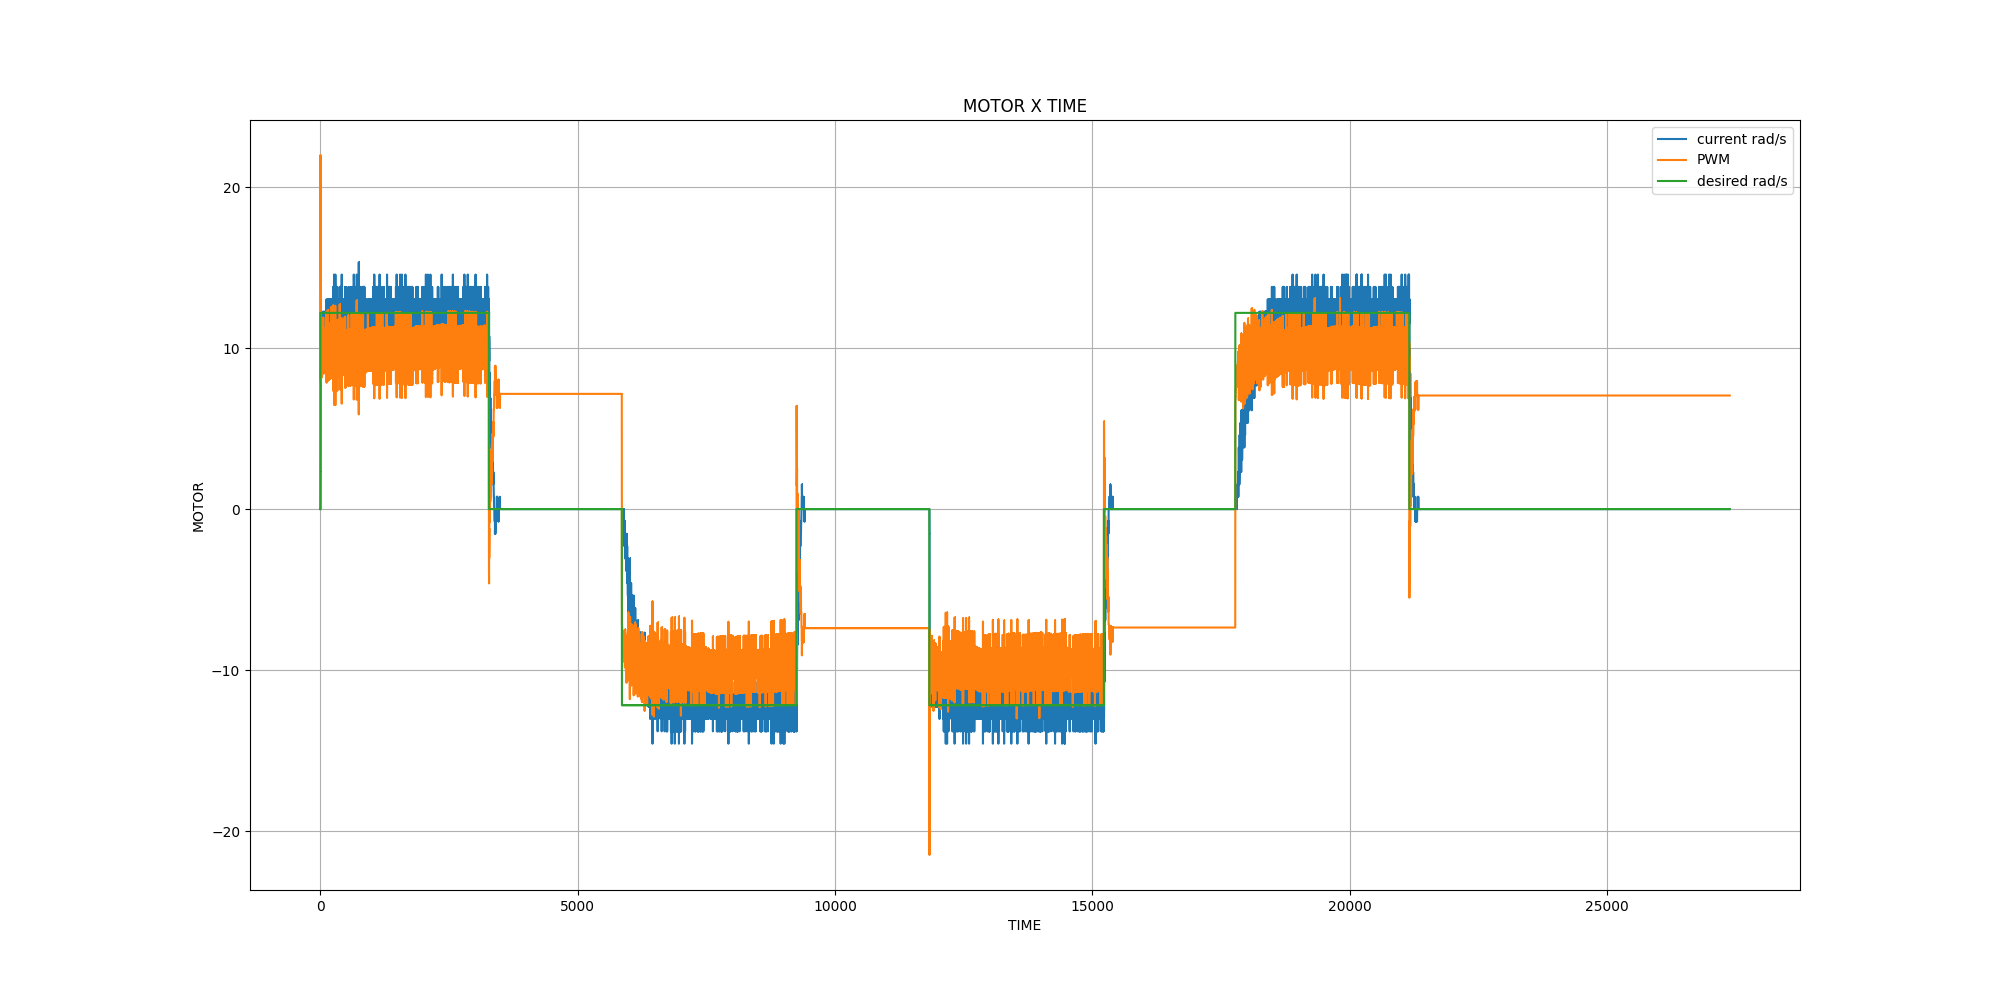 MOTOR X TIME
current rad/s
PWM
desired rad/s
20
10
0
−10
−20
MOTOR
0
5000
10000
15000
20000
25000
TIME